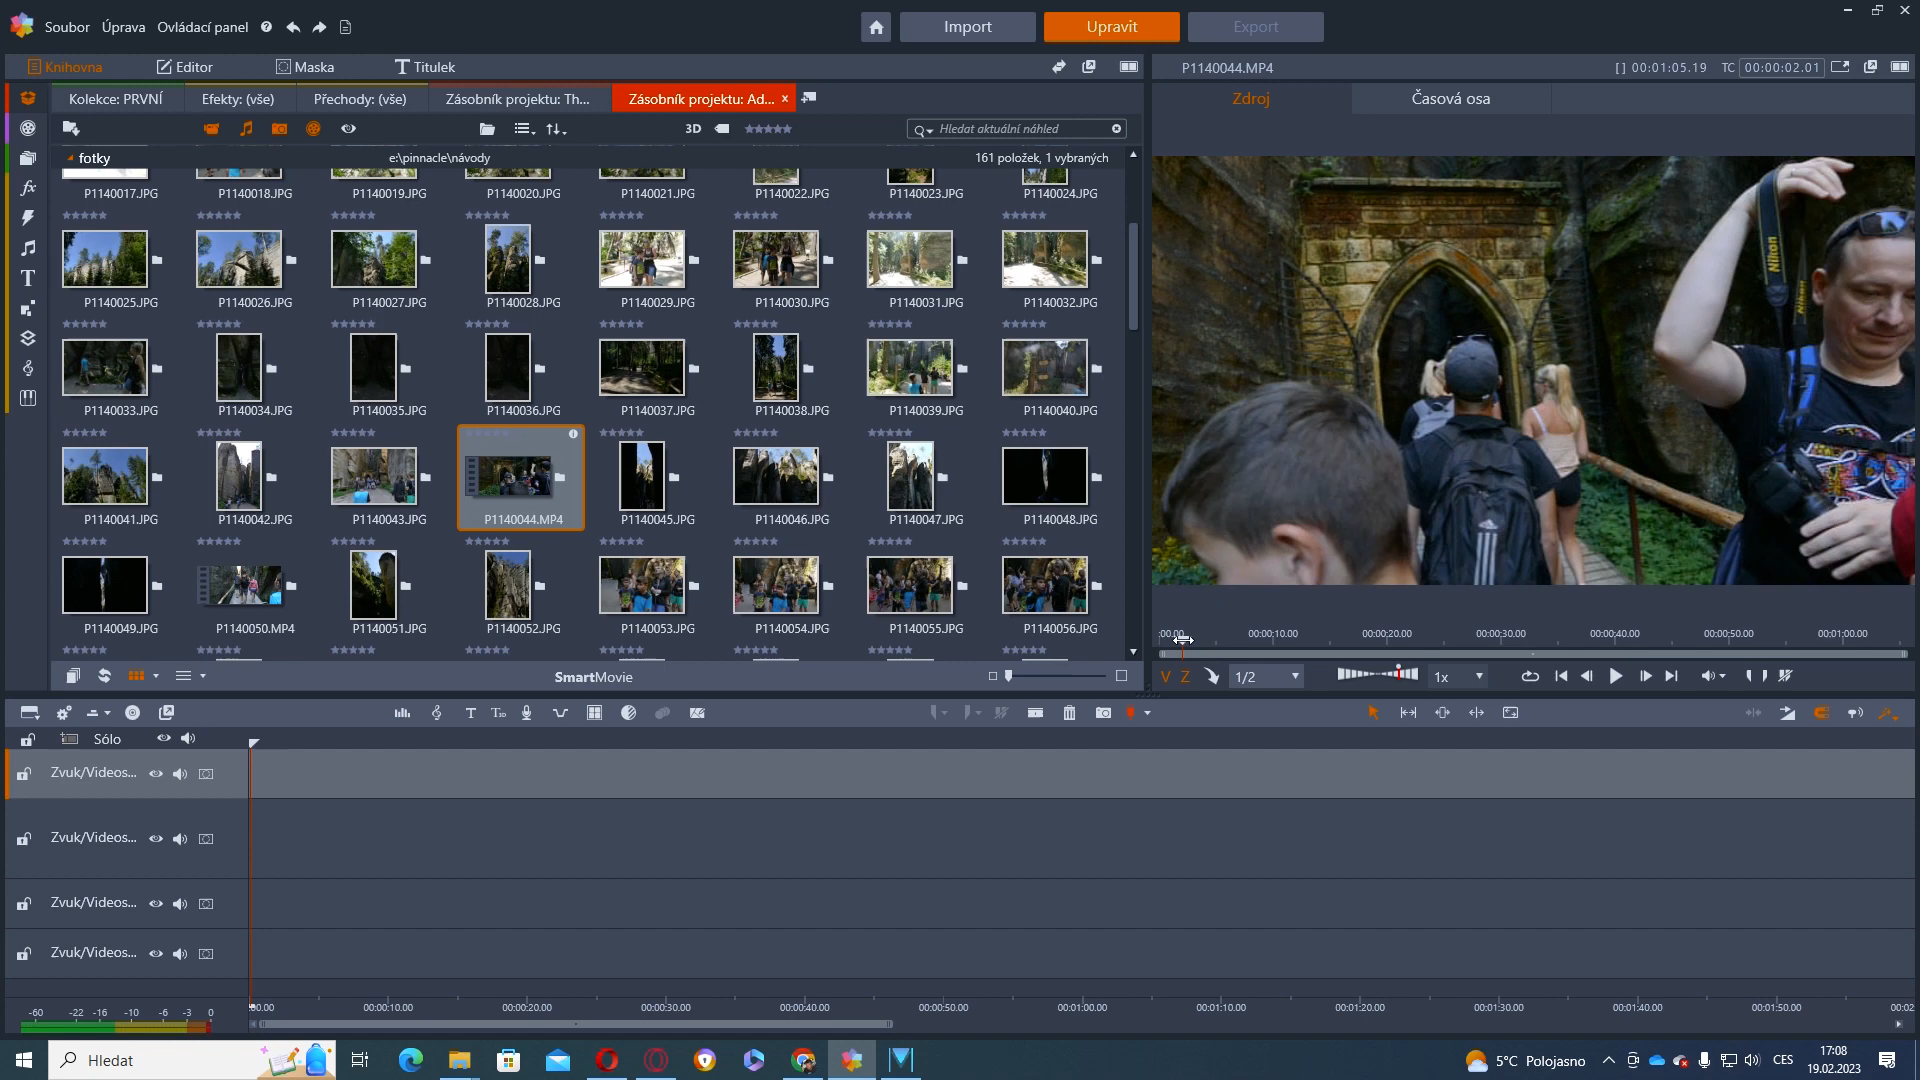 Soubor Úprava Ovládací panel
Import Upravit Export
Knihovna Editor Maska Titulek
P1140044.MP4 [] 00:01:05.19 TC 00:00:02.01
Kolekce: PRVNÍ Efekty: (vše) Přechody: (vše) Zásobník projektu: Th... Zásobník projektu: Ad... x
Zdroj Časová osa
3D Hledat aktuální náhled
fotky e:\pinnacle\návody 161 položek, 1 vybraných
P1140017.JPG P1140018.JPG P1140019.JPG P1140020.JPG P1140021.JPG P1140022.JPG P1140023.JPG P1140024.JPG
P1140025.JPG P1140026.JPG P1140027.JPG P1140028.JPG P1140029.JPG P1140030.JPG P1140031.JPG P1140032.JPG
P1140033.JPG P1140034.JPG P1140035.JPG P1140036.JPG P1140037.JPG P1140038.JPG P1140039.JPG P1140040.JPG
P1140041.JPG P1140042.JPG P1140043.JPG P1140044.MP4 P1140045.JPG P1140046.JPG P1140047.JPG P1140048.JPG
P1140049.JPG P1140050.MP4 P1140051.JPG P1140052.JPG P1140053.JPG P1140054.JPG P1140055.JPG P1140056.JPG
Nikon
Nikon
:00.00 00:00:10.00 00:00:20.00 00:00:30.00 00:00:40.00 00:00:50.00 00:01:00.00
SmartMovie
V Z 1/2 1x
Sólo
Zvuk/Videos...
Zvuk/Videos...
Zvuk/Videos...
Zvuk/Videos...
:00.00 00:00:10.00 00:00:20.00 00:00:30.00 00:00:40.00 00:00:50.00 00:01:00.00 00:01:10.00 00:01:20.00 00:01:30.00 00:01:40.00 00:01:50.00 00:02
-60 -22 -16 -10 -6 -3 0
Hledat
5°C Polojasno CES 17:08
19.02.2023